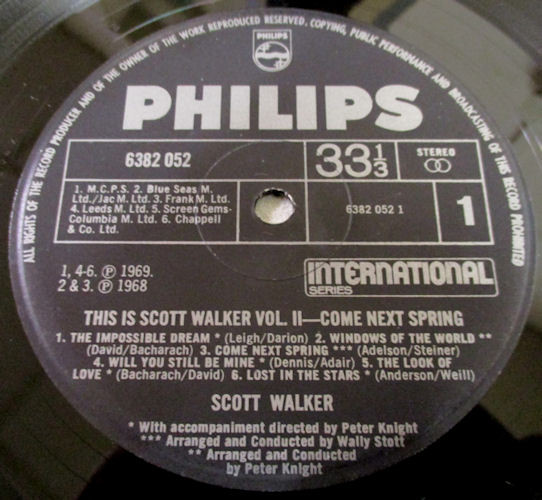 ALL RIGHTS OF THE RECORD PRODUCER AND OF THE OWNER OF THE WORK REPRODUCED RESERVED. COPYING, PUBLIC PERFORMANCE AND BROADCASTING OF THIS RECORD PROHIBITED
PHILIPS
PHILIPS
6382 052
33 1/3
STEREO
1. M.C.P.S. 2. Blue Seas M.
Ltd./Jac M. Ltd. 3. Frank M. Ltd.
4. Leeds M. Ltd. 5. Screen Gems-
Columbia M. Ltd. 6. Chappell
& Co. Ltd.
6382 052 1
1
1, 4-6. ℗ 1969.
2 & 3. ℗ 1968
INTERNATIONAL
SERIES
THIS IS SCOTT WALKER VOL. II—COME NEXT SPRING
1. THE IMPOSSIBLE DREAM * (Leigh/Darion) 2. WINDOWS OF THE WORLD **
(David/Bacharach) 3. COME NEXT SPRING *** (Adelson/Steiner)
4. WILL YOU STILL BE MINE * (Dennis/Adair) 5. THE LOOK OF
LOVE * (Bacharach/David) 6. LOST IN THE STARS * (Anderson/Weill)
SCOTT WALKER
* With accompaniment directed by Peter Knight
*** Arranged and Conducted by Wally Stott
** Arranged and Conducted
by Peter Knight